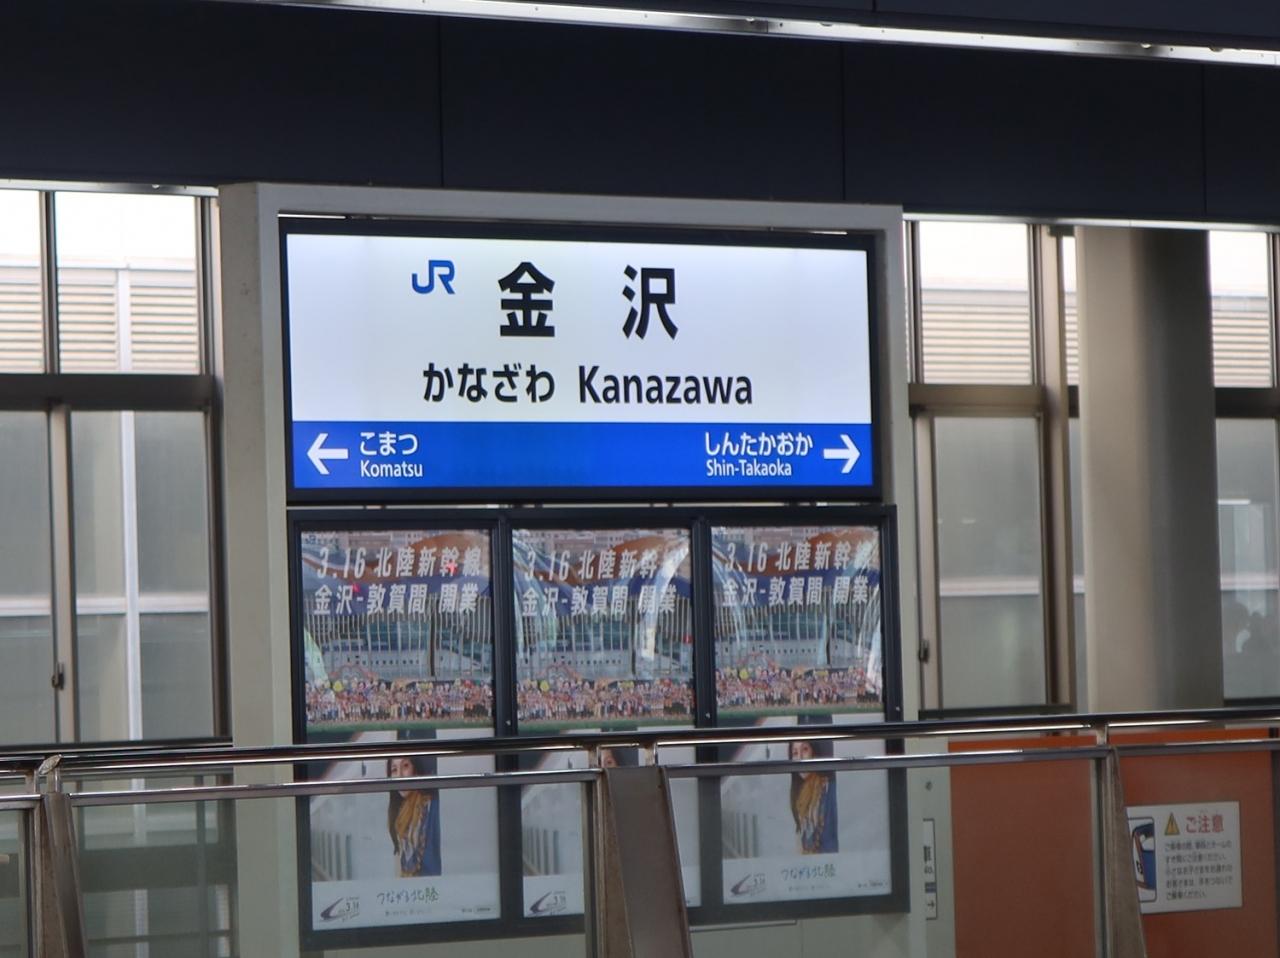 JR 金沢
かなざわ Kanazawa
← こまつ
Komatsu
しんたかおか →
Shin-Takaoka
3.16 北陸新幹線
金沢-敦賀間 開業
3.16 北陸新幹線
金沢-敦賀間 開業
3.16 北陸新幹線
金沢-敦賀間 開業
つながる北陸
3.16
つながる北陸
3.16
ご注意